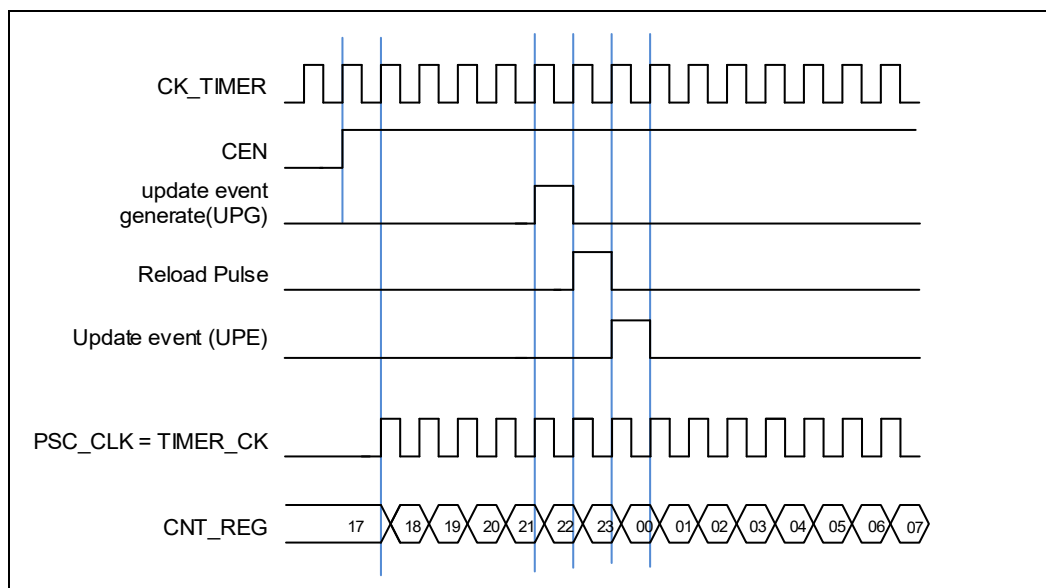 CK_TIMER
CEN
update event
generate(UPG)
Reload Pulse
Update event (UPE)
PSC_CLK = TIMER_CK
CNT_REG 17 18 19 20 21 22 23 00 01 02 03 04 05 06 07